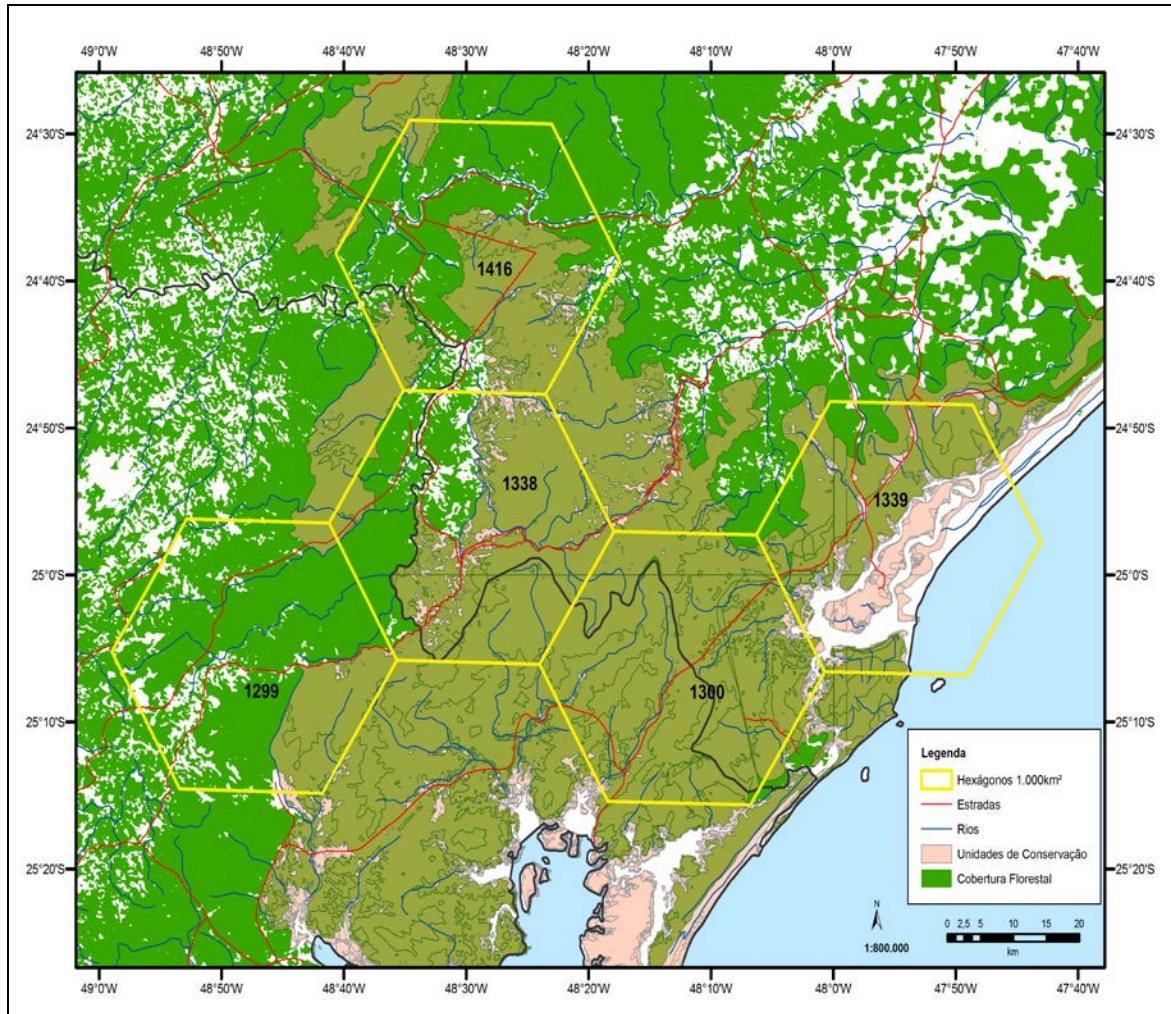 49°0'W 48°50'W 48°40'W 48°30'W 48°20'W 48°10'W 48°0'W 47°50'W 47°40'W
24°30'S 24°30'S
1416
24°40'S 24°40'S
24°50'S 24°50'S
1338
1339
25°0'S 25°0'S
1299
1300
25°10'S 25°10'S
Legenda
Hexágonos 1.000km²
Estradas
Rios
Unidades de Conservação
Cobertura Florestal
25°20'S 25°20'S
N
1:800.000
0 2,5 5 10 15 20
km
49°0'W 48°50'W 48°40'W 48°30'W 48°20'W 48°10'W 48°0'W 47°50'W 47°40'W